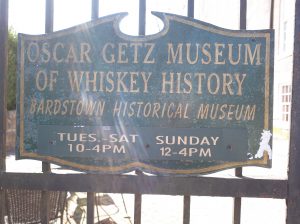 OSCAR GETZ MUSEUM
OF WHISKEY HISTORY
BARDSTOWN HISTORICAL MUSEUM
TUES-SAT SUNDAY
10-4PM 12-4PM